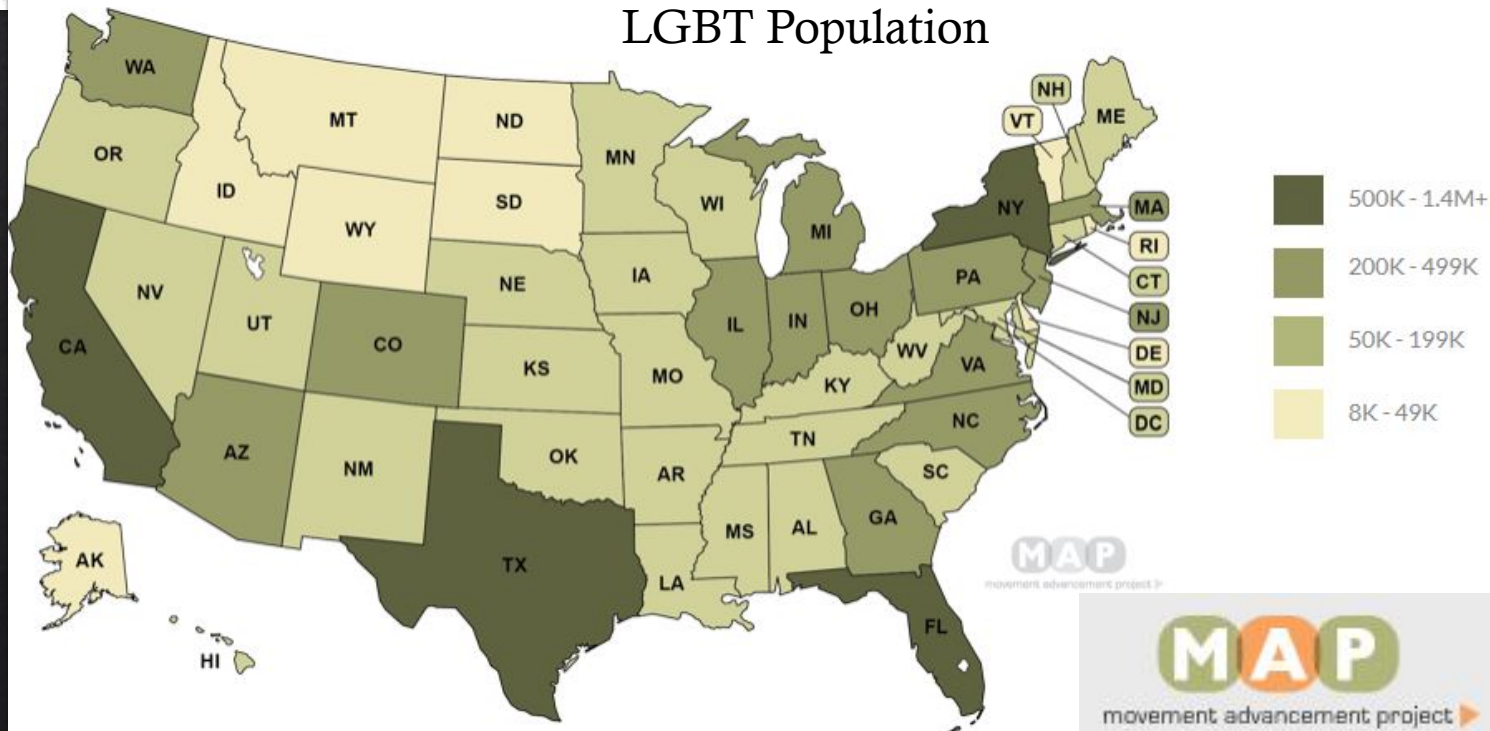 LGBT Population
WA
MT
ND
MN
NH
VT
ME
OR
ID
SD
WI
NY
MA
WY
MI
RI
NV
NE
IA
PA
CT
UT
IL
IN
OH
NJ
CA
CO
KS
MO
WV
VA
DE
KY
MD
DC
AZ
NM
OK
AR
TN
NC
SC
TX
LA
MS
AL
GA
AK
HI
FL
500K - 1.4M+
200K - 499K
50K - 199K
8K - 49K
MAP
movement advancement project
MAP
movement advancement project